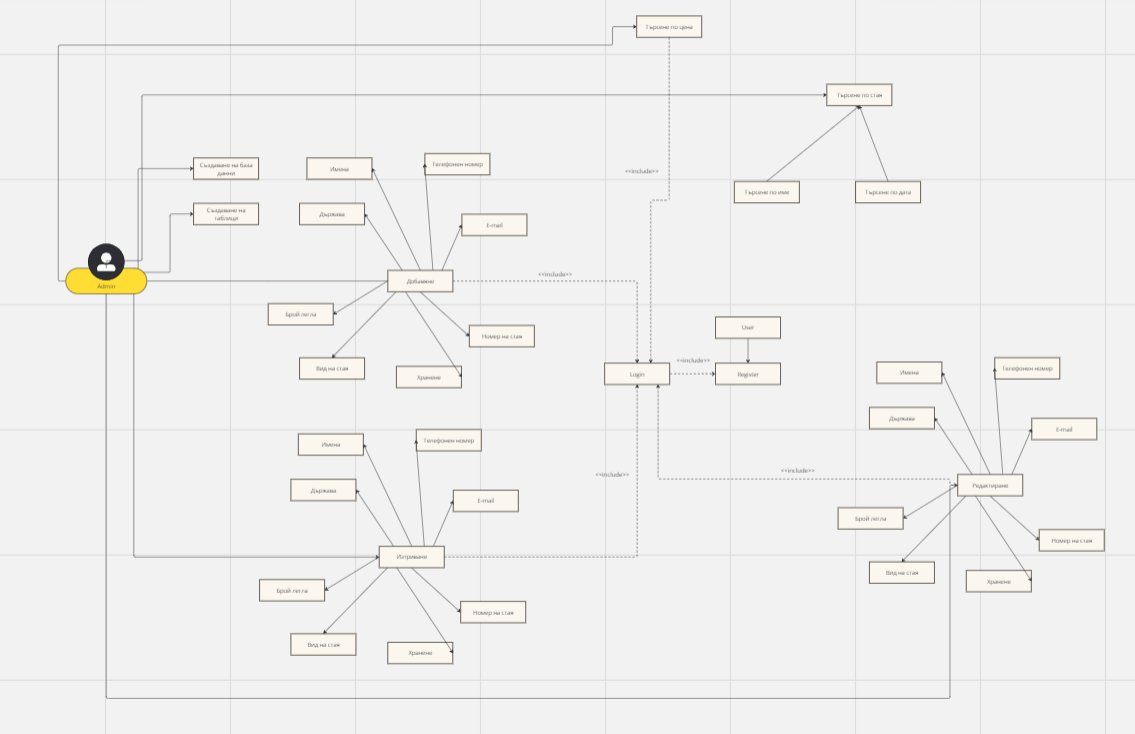 Търсене по цена
Търсене по стая
Създаване на база
данни
Имена
Телефонен номер
<<include>>
Търсене по име
Търсене по дата
Създаване на
таблици
Държава
E-mail
Admin
Добавяне
<<include>>
Брой легла
Номер на стая
User
Вид на стая
Хранене
<<include>>
Login
Register
Имена
Телефонен номер
Държава
E-mail
Имена
Телефонен номер
<<include>>
<<include>>
Държава
E-mail
Редактиране
Брой легла
Номер на стая
Изтриване
Вид на стая
Хранене
Брой легла
Номер на стая
Вид на стая
Хранене